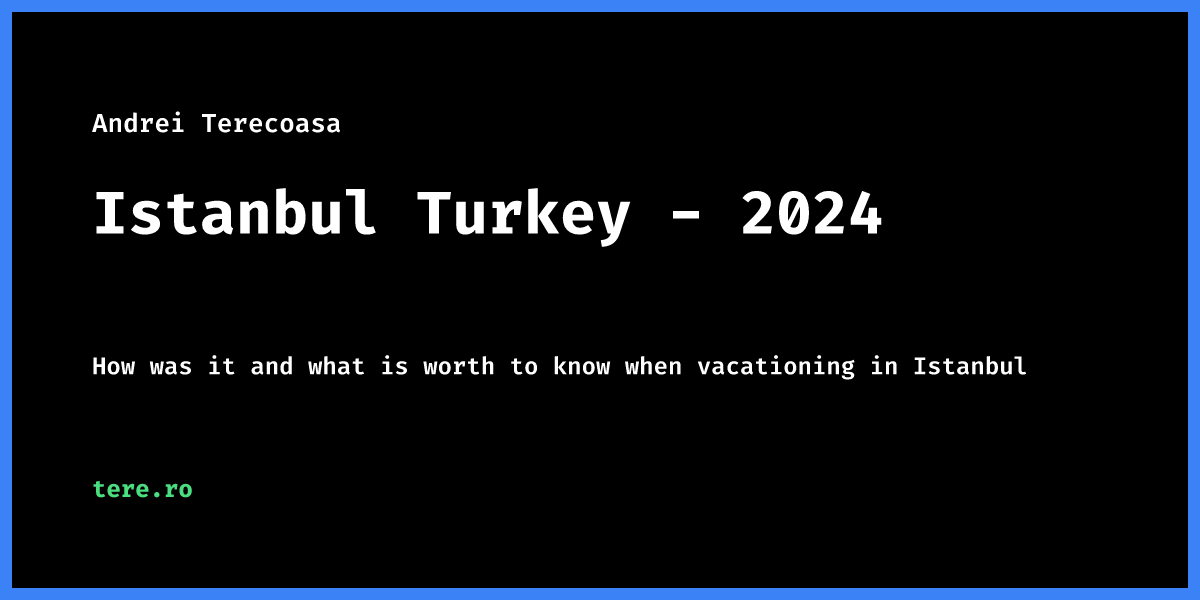 Andrei Terecoasa
Istanbul Turkey - 2024
How was it and what is worth to know when vacationing in Istanbul
tere.ro